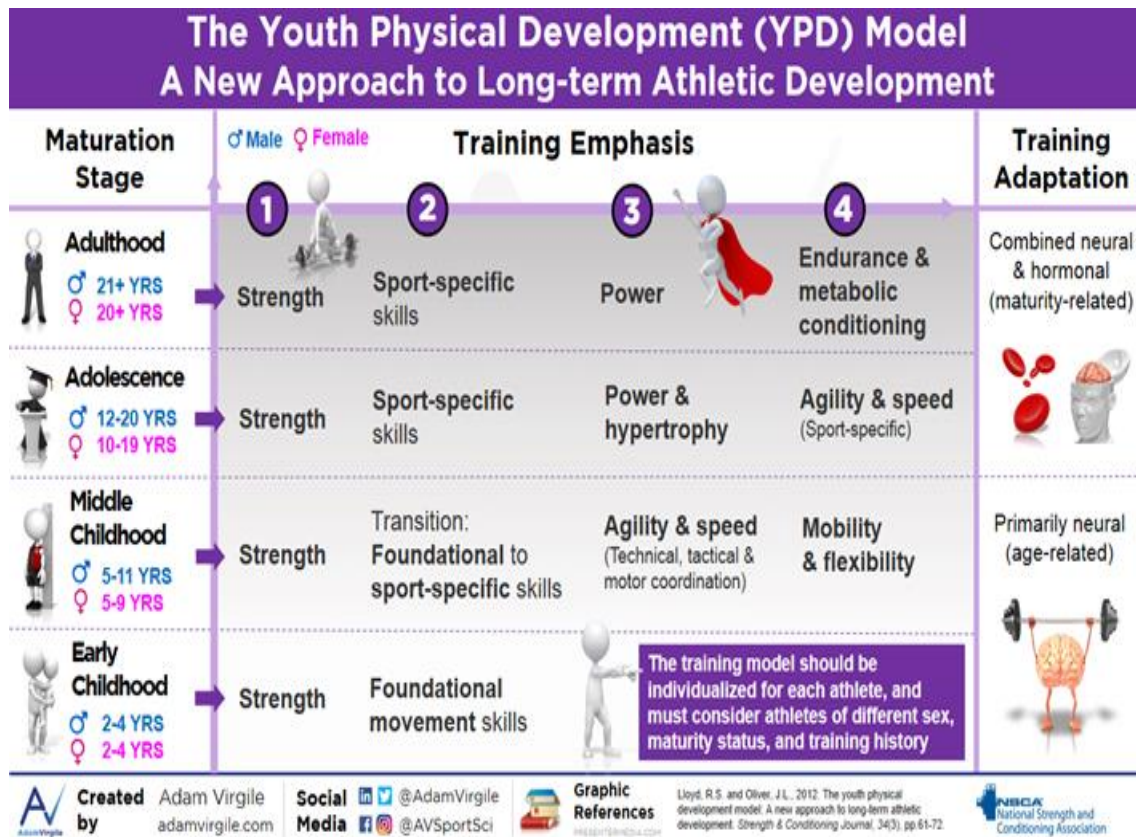 The Youth Physical Development (YPD) Model
A New Approach to Long-term Athletic Development
Maturation
Stage
♂ Male ♀ Female
Training Emphasis
Training
Adaptation
1
2
3
4
Adulthood
♂ 21+ YRS
♀ 20+ YRS
Strength
Sport-specific
skills
Power
Endurance &
metabolic
conditioning
Combined neural
& hormonal
(maturity-related)
Adolescence
♂ 12-20 YRS
♀ 10-19 YRS
Strength
Sport-specific
skills
Power &
hypertrophy
Agility & speed
(Sport-specific)
Middle
Childhood
♂ 5-11 YRS
♀ 5-9 YRS
Strength
Transition:
Foundational to
sport-specific skills
Agility & speed
(Technical, tactical &
motor coordination)
Mobility
& flexibility
Primarily neural
(age-related)
Early
Childhood
♂ 2-4 YRS
♀ 2-4 YRS
Strength
Foundational
movement skills
The training model should be
individualized for each athlete, and
must consider athletes of different sex,
maturity status, and training history
AdamVirgile
Created
by
Adam Virgile
adamvirgile.com
Social
Media
@AdamVirgile
@AVSportSci
Graphic
References
PRESENTERMEDIA.COM
Lloyd, R.S. and Oliver, J.L., 2012. The youth physical
development model: A new approach to long-term athletic
development. Strength & Conditioning Journal, 34(3), pp.61-72.
NSCA
National Strength and
Conditioning Association